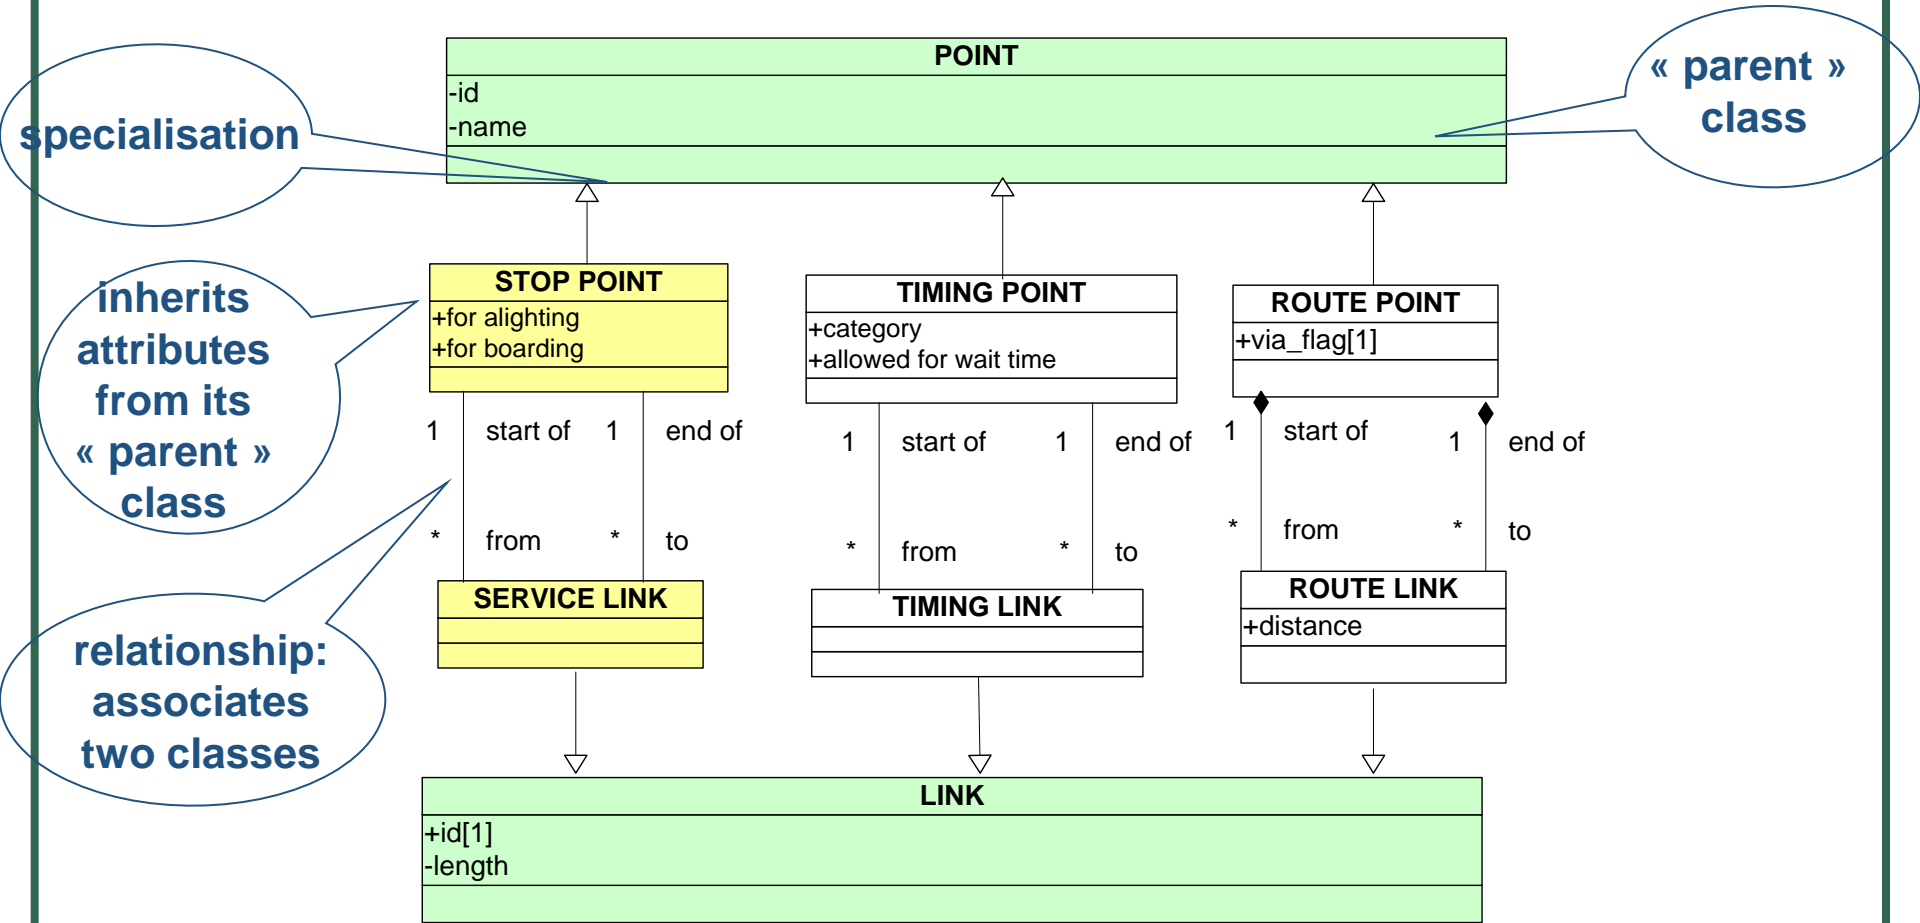 POINT
-id
-name
« parent »
class
specialisation
inherits
attributes
from its
« parent »
class
STOP POINT
+for alighting
+for boarding
TIMING POINT
+category
+allowed for wait time
ROUTE POINT
+via_flag[1]
1 start of 1 end of
1 start of 1 end of
1 start of 1 end of
* from * to
* from * to
* from * to
SERVICE LINK
TIMING LINK
ROUTE LINK
+distance
relationship:
associates
two classes
LINK
+id[1]
-length